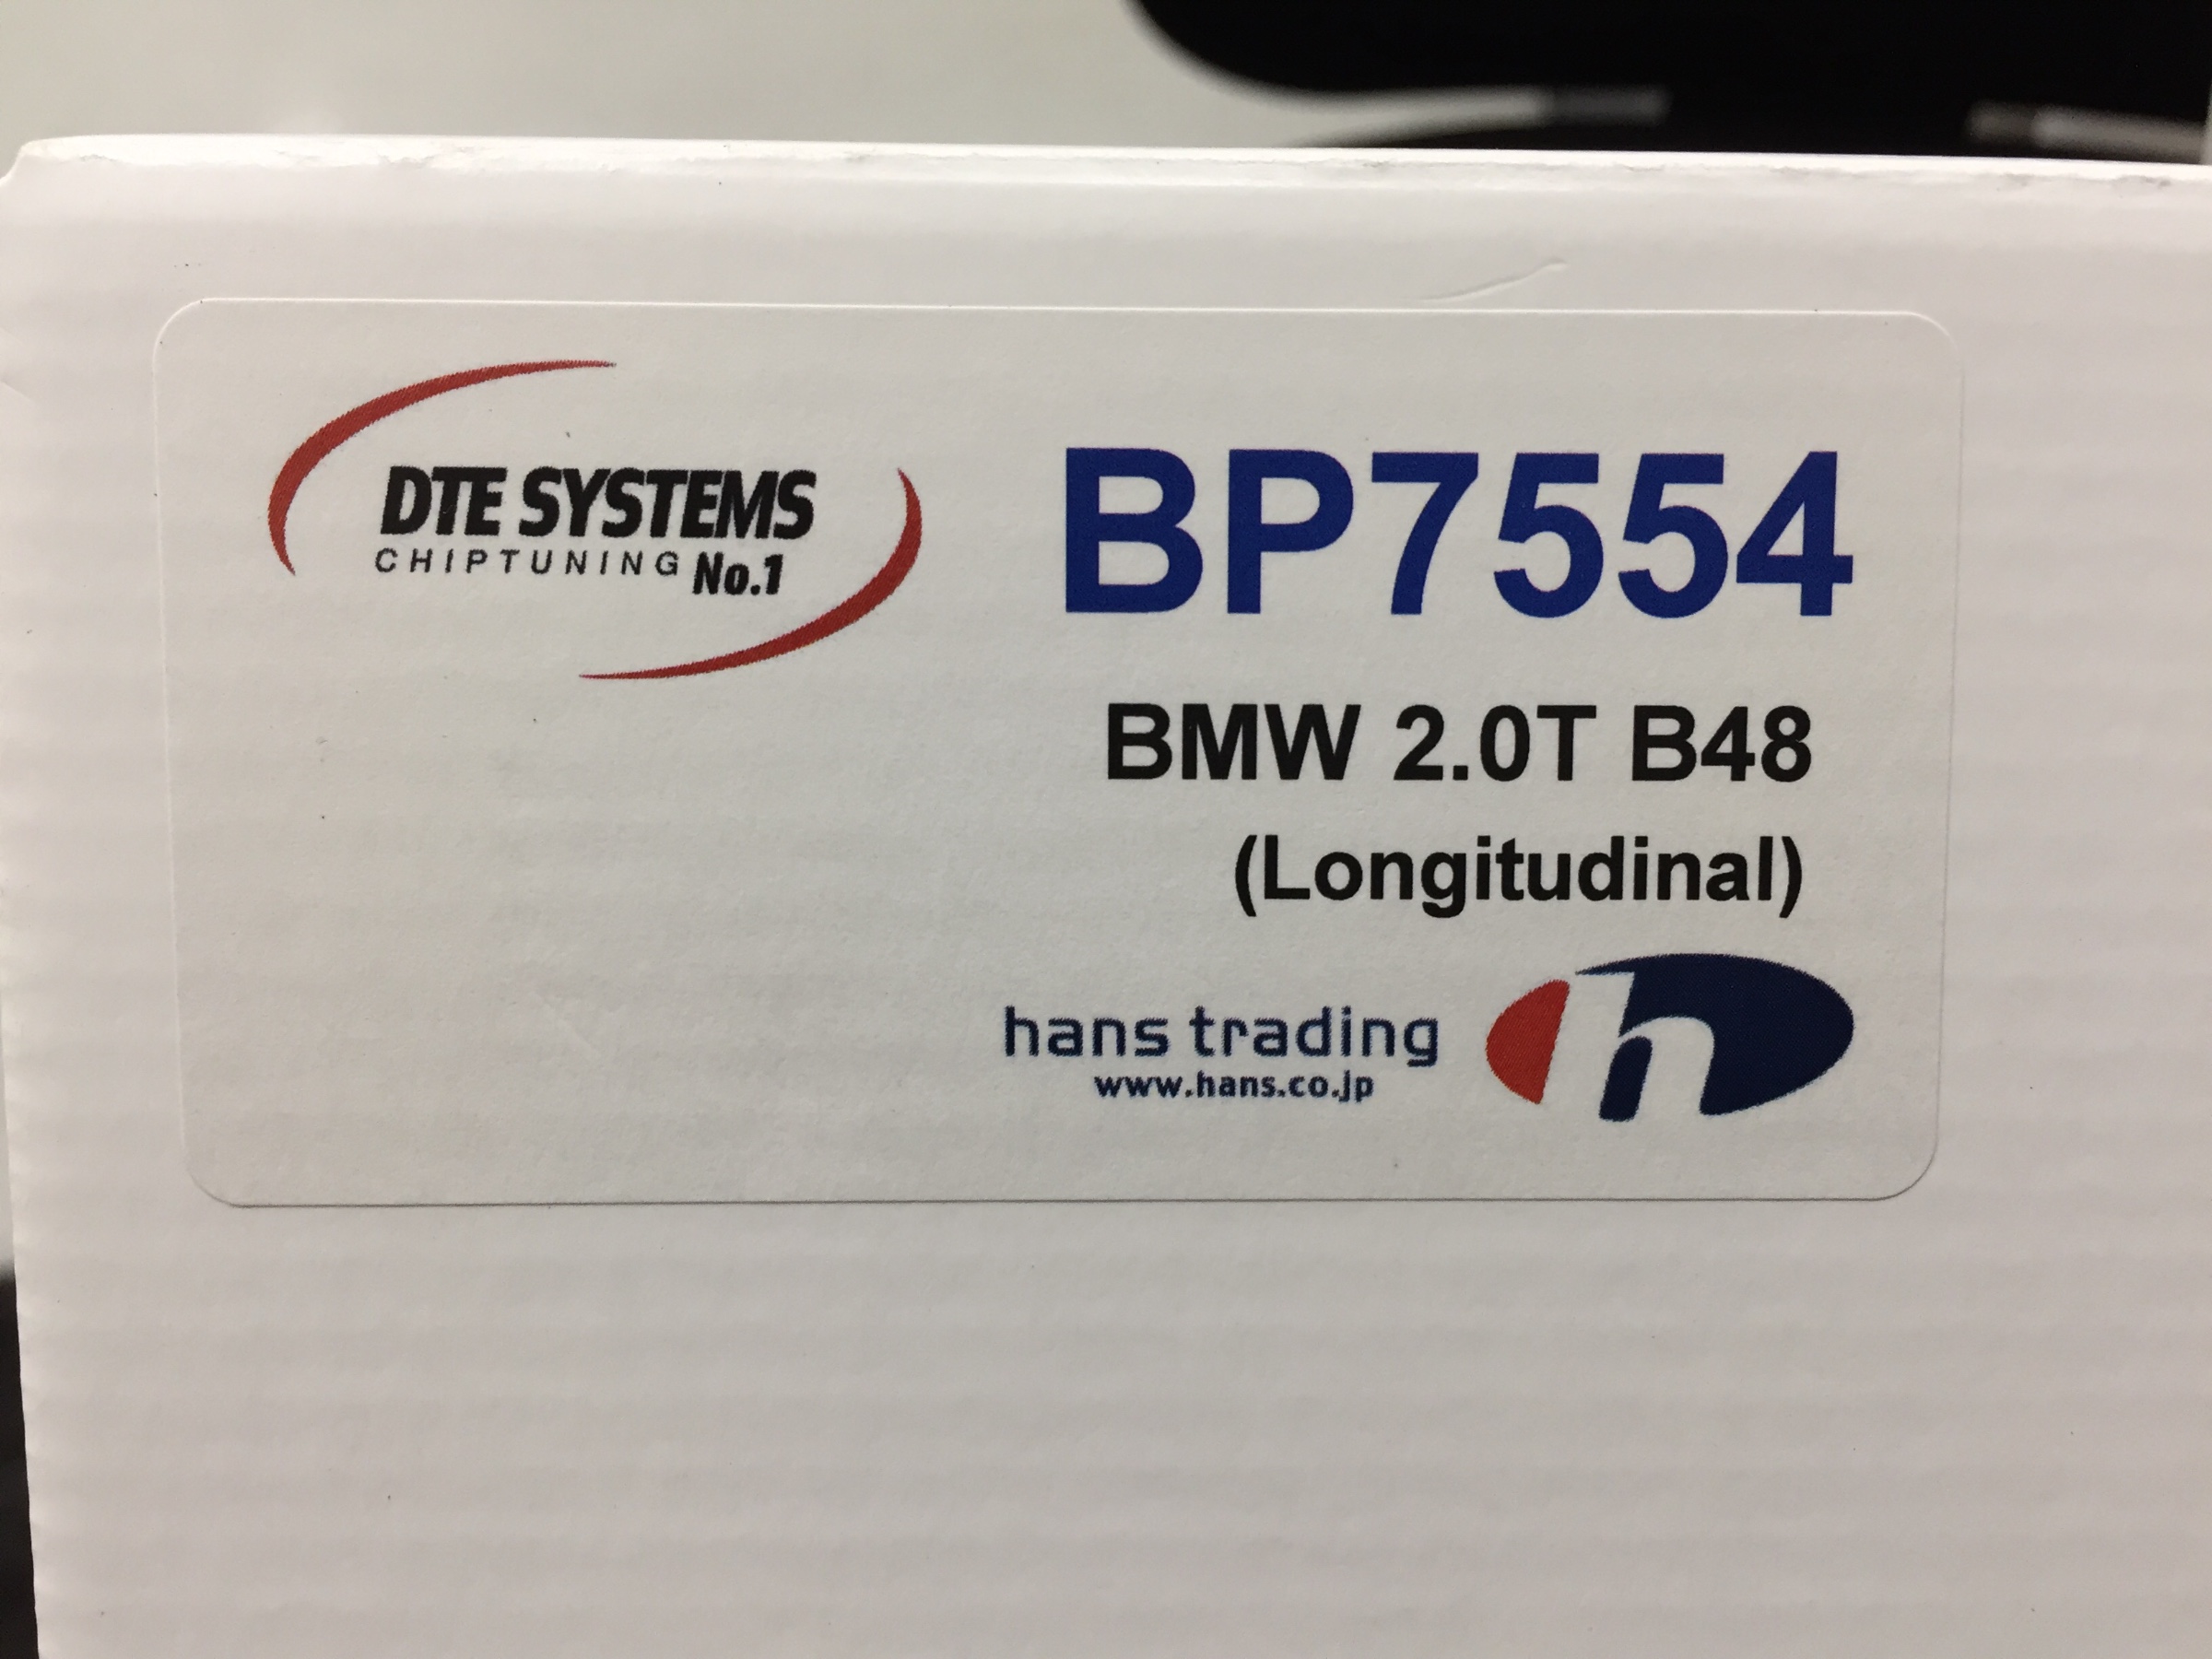 DTE SYSTEMS
CHIPTUNING No.1
BP7554
BMW 2.0T B48
(Longitudinal)
hans trading
www.hans.co.jp
h